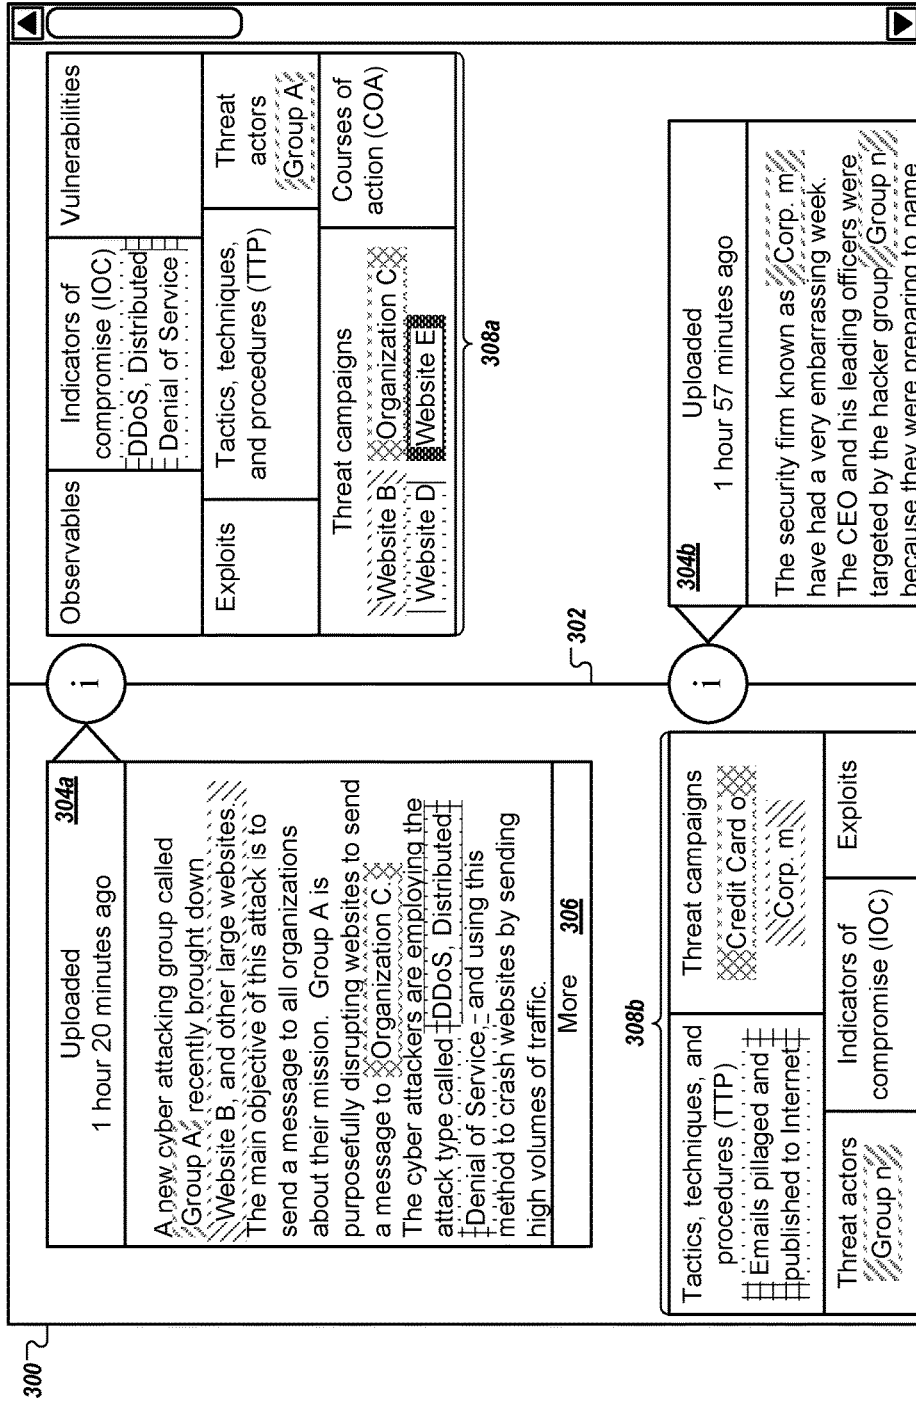 300
Uploaded
1 hour 20 minutes ago
304a
A new cyber attacking group called
Group A, recently brought down
Website B, and other large websites.
The main objective of this attack is to
send a message to all organizations
about their mission. Group A is
purposefully disrupting websites to send
a message to Organization C.
The cyber attackers are employing the
attack type called DDoS, Distributed
Denial of Service, and using this
method to crash websites by sending
high volumes of traffic.
More
306
i
Observables
Indicators of
compromise (IOC)
DDoS, Distributed
Denial of Service
Vulnerabilities
Exploits
Tactics, techniques,
and procedures (TTP)
Threat
actors
Group A
Threat campaigns
Website B
Organization C
Website D
Website E
Courses of
action (COA)
308a
302
308b
Tactics, techniques, and
procedures (TTP)
Emails pillaged and
published to Internet
Threat campaigns
Credit Card o
Corp. m
Threat actors
Group n
Indicators of
compromise (IOC)
Exploits
i
304b
Uploaded
1 hour 57 minutes ago
The security firm known as Corp. m
have had a very embarrassing week.
The CEO and his leading officers were
targeted by the hacker group Group n
because they were preparing to name